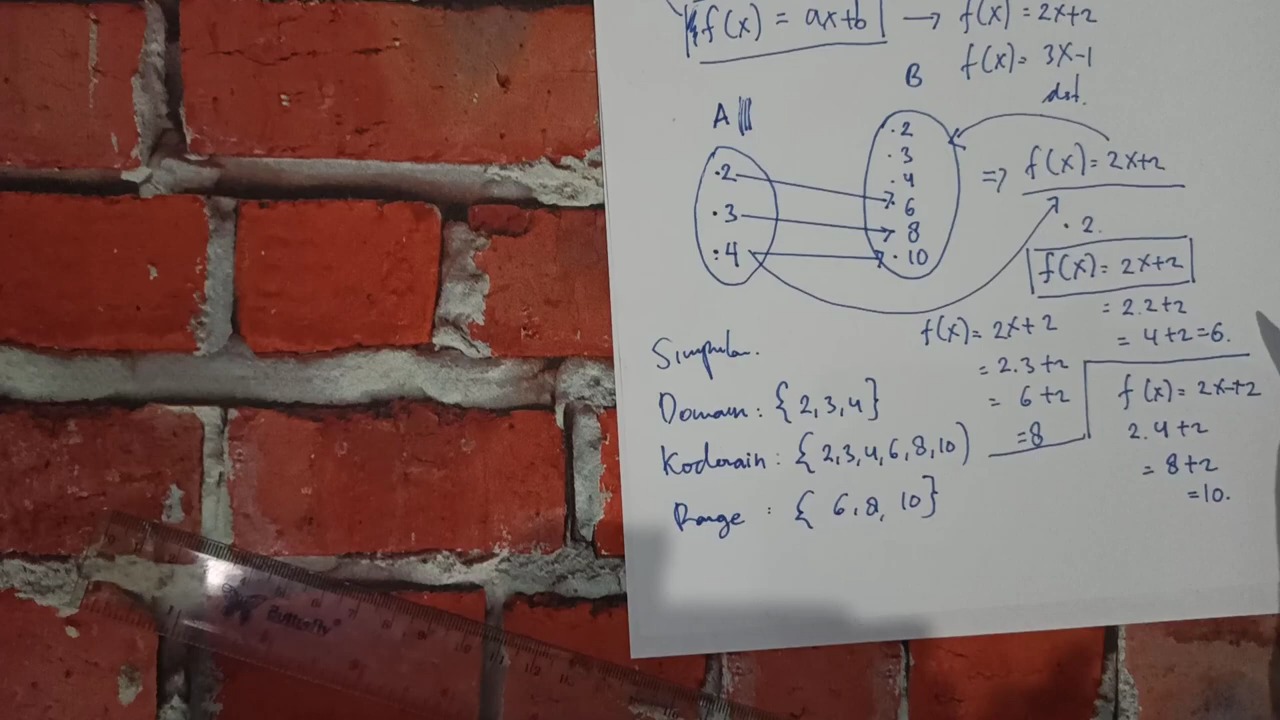 f(x) = ax+b → f(x) = 2x+2
f(x) = 3x-1
dst.
A
B
. 2
. 3
. 4
. 2
. 3
. 4
6
8
. 10
⇒ f(x) = 2x+2
. 2.
f(x) = 2x+2
= 2.2+2
= 4+2=6.
f(x) = 2x+2
= 2.3+2
= 6+2
=8
f(x) = 2x+2
2.4+2
= 8+2
=10.
Simpulan.
Domain : { 2,3,4}
Kodomain : { 2,3,4,6,8,10)
Range : { 6,8, 10}
Butterfly